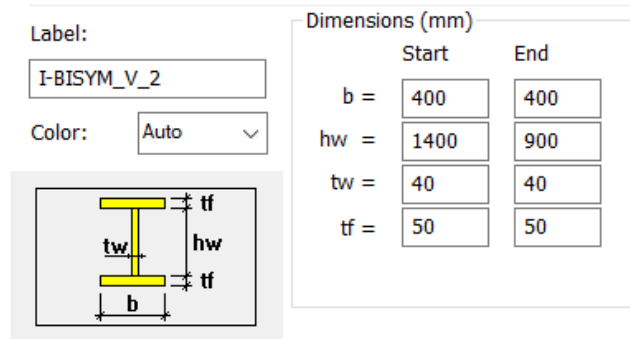 Label:
I-BISYM_V_2
Color: Auto
tf
tw
hw
tf
b
Dimensions (mm)
Start End
b = 400 400
hw = 1400 900
tw = 40 40
tf = 50 50